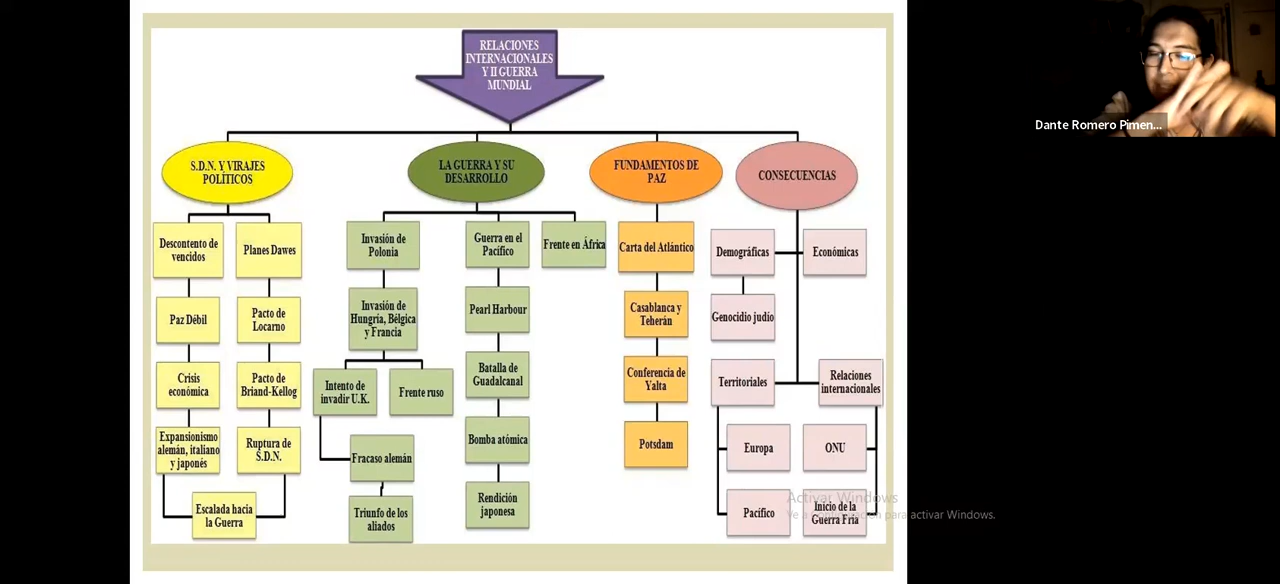 RELACIONES
INTERNACIONALES
Y II GUERRA
MUNDIAL
S.D.N. Y VIRAJES
POLÍTICOS
LA GUERRA Y SU
DESARROLLO
FUNDAMENTOS DE
PAZ
CONSECUENCIAS
Descontento de
vencidos
Paz Débil
Crisis
económica
Expansionismo
alemán, italiano
y japonés
Planes Dawes
Pacto de
Locarno
Pacto de
Briand-Kellog
Ruptura de
S.D.N.
Escalada hacia
la Guerra
Invasión de
Polonia
Invasión de
Hungría, Bélgica
y Francia
Intento de
invadir U.K.
Frente ruso
Fracaso alemán
Triunfo de los
aliados
Guerra en el
Pacífico
Pearl Harbour
Batalla de
Guadalcanal
Bomba atómica
Rendición
japonesa
Frente en África
Carta del Atlántico
Casablanca y
Teherán
Conferencia de
Yalta
Potsdam
Demográficas
Económicas
Genocidio judío
Territoriales
Relaciones
internacionales
Europa
Pacífico
ONU
Inicio de la
Guerra Fría
Dante Romero Pimen...
Activar Windows
Ve a Configuración para activar Windows.